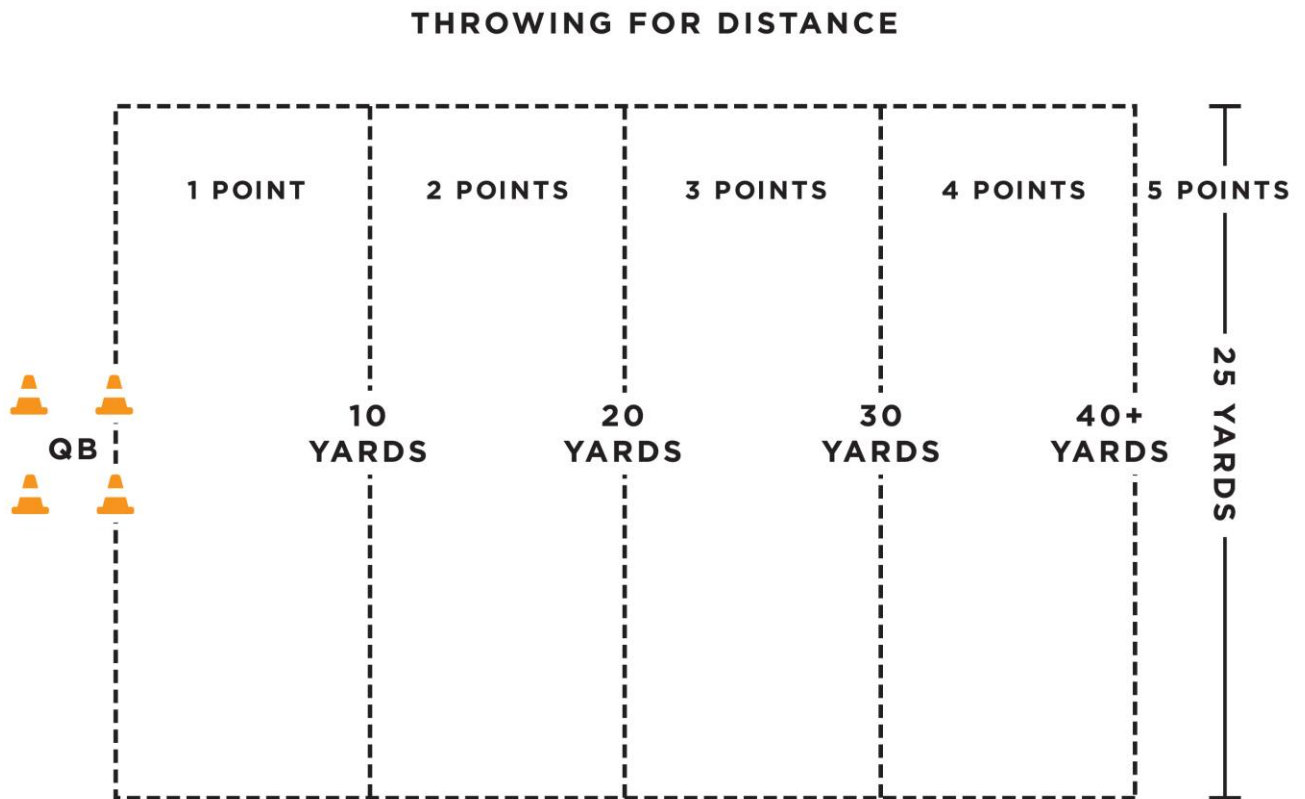 THROWING FOR DISTANCE
1 POINT
2 POINTS
3 POINTS
4 POINTS
5 POINTS
QB
10
YARDS
20
YARDS
30
YARDS
40+
YARDS
25 YARDS